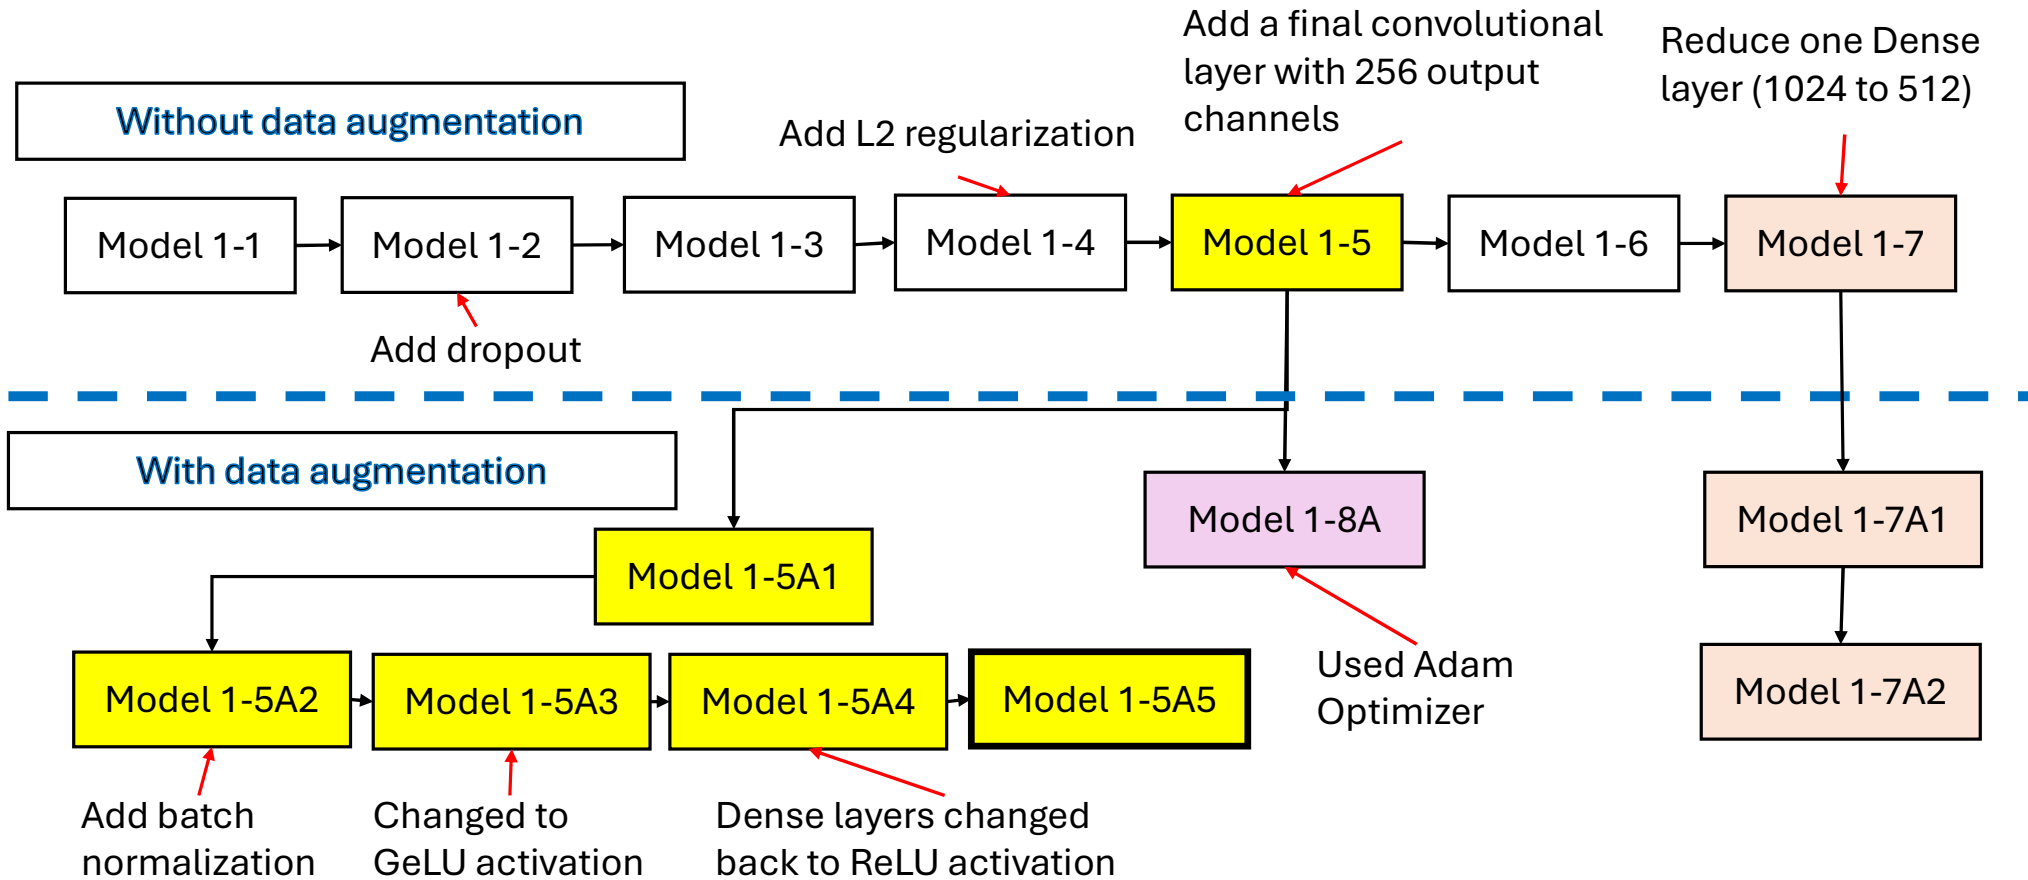 Add a final convolutional
layer with 256 output
channels
Reduce one Dense
layer (1024 to 512)
Without data augmentation
Add L2 regularization
Model 1-1
Model 1-2
Model 1-3
Model 1-4
Model 1-5
Model 1-6
Model 1-7
Add dropout
With data augmentation
Model 1-8A
Model 1-7A1
Model 1-5A1
Used Adam
Optimizer
Model 1-5A2
Model 1-5A3
Model 1-5A4
Model 1-5A5
Model 1-7A2
Add batch
normalization
Changed to
GeLU activation
Dense layers changed
back to ReLU activation